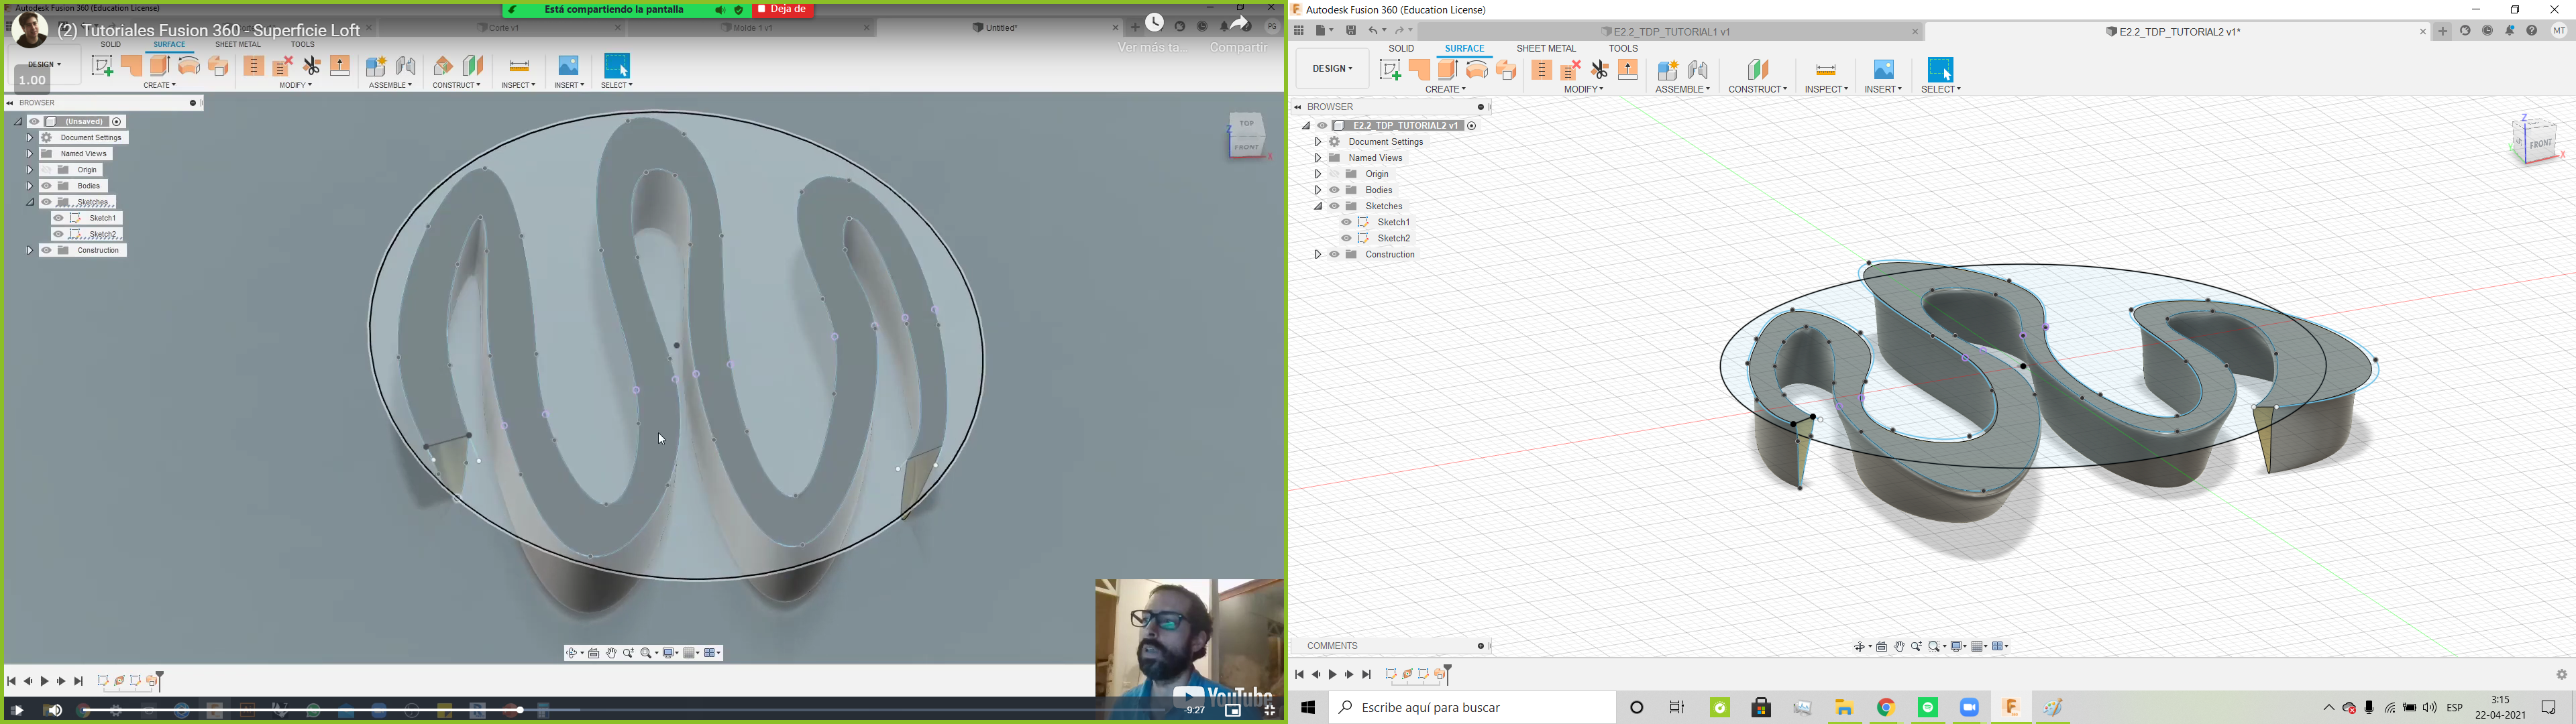 Autodesk Fusion 360 (Education License)
Está compartiendo la pantalla
Deja de
(2) Tutoriales Fusion 360 - Superficie Loft
Corte v1
Molde 1 v1
Untitled*
PG
Ver más ta...
Compartir
SOLID
SURFACE
SHEET METAL
TOOLS
DESIGN
1.00
CREATE
MODIFY
ASSEMBLE
CONSTRUCT
INSPECT
INSERT
SELECT
BROWSER
(Unsaved)
Document Settings
Named Views
Origin
Bodies
Sketches
Sketch1
Sketch2
Construction
TOP
FRONT
Z
X
-9:27
YouTube
Autodesk Fusion 360 (Education License)
E2.2_TDP_TUTORIAL1 v1
E2.2_TDP_TUTORIAL2 v1*
MT
SOLID
SURFACE
SHEET METAL
TOOLS
DESIGN
CREATE
MODIFY
ASSEMBLE
CONSTRUCT
INSPECT
INSERT
SELECT
BROWSER
E2.2_TDP_TUTORIAL2 v1
Document Settings
Named Views
Origin
Bodies
Sketches
Sketch1
Sketch2
Construction
Z
FRONT
X
COMMENTS
Escribe aquí para buscar
ESP
3:15
22-04-2021